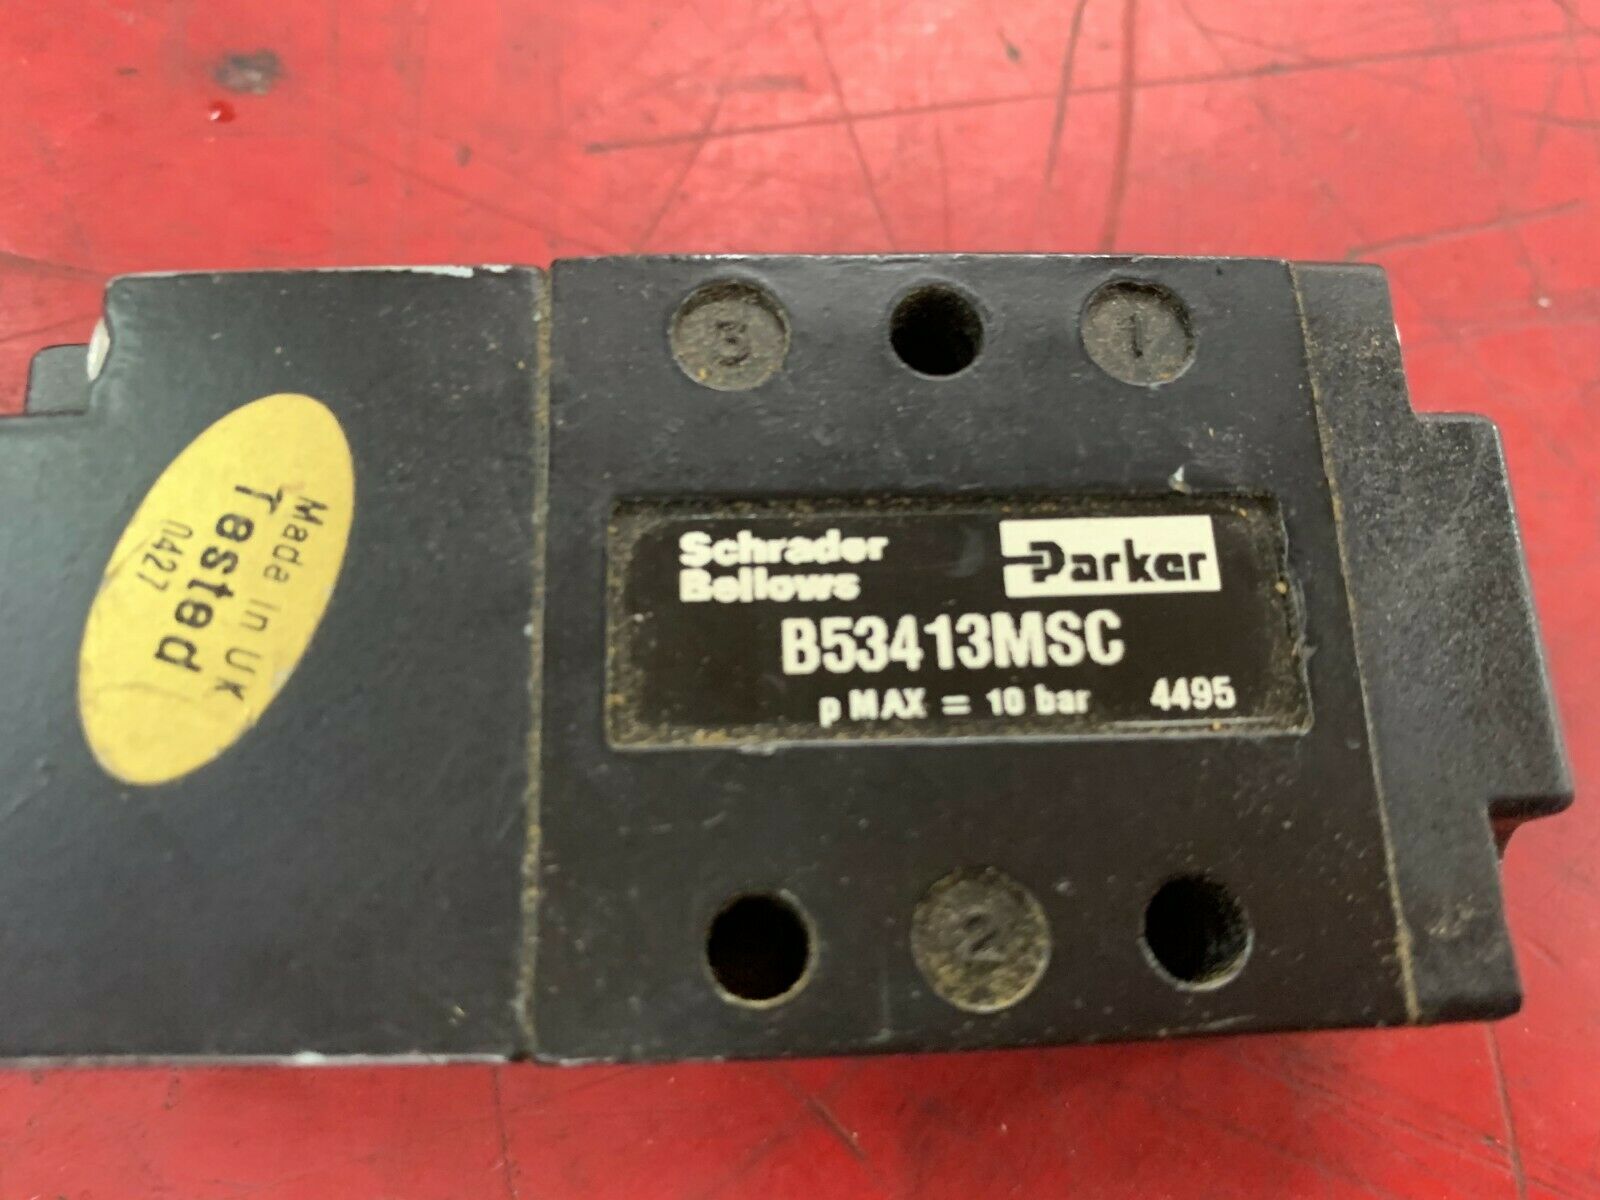 3 1
Schrader
Bellows
Parker
B53413MSC
p MAX = 10 bar 4495
2
Made in UK
Tested
0427